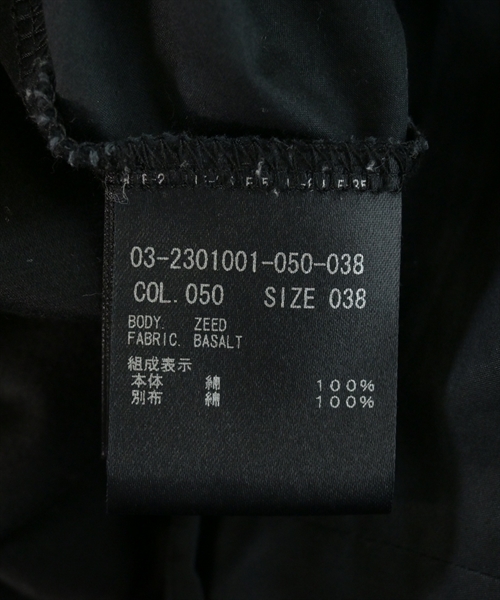 03-2301001-050-038
COL. 050 SIZE 038
BODY. ZEED
FABRIC. BASALT
組成表示
本体 綿 100%
別布 綿 100%